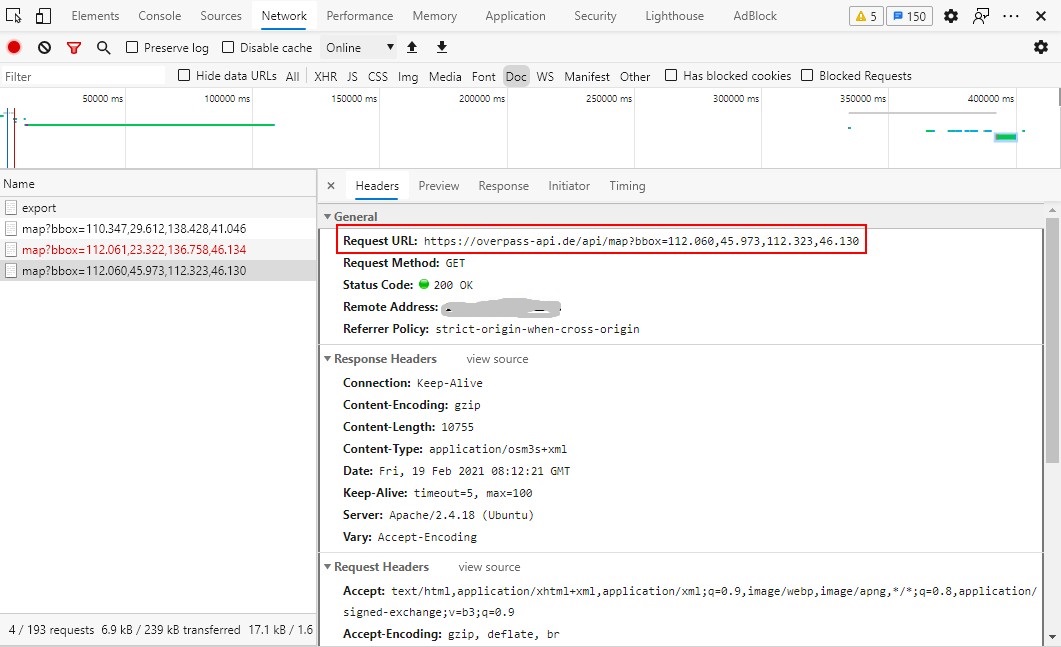 Elements Console Sources Network Performance Memory Application Security Lighthouse AdBlock 5 150
Preserve log Disable cache Online
Filter Hide data URLs All XHR JS CSS Img Media Font Doc WS Manifest Other Has blocked cookies Blocked Requests
50000 ms 100000 ms 150000 ms 200000 ms 250000 ms 300000 ms 350000 ms 400000 ms
Name
export
map?bbox=110.347,29.612,138.428,41.046
map?bbox=112.061,23.322,136.758,46.134
map?bbox=112.060,45.973,112.323,46.130
4 / 193 requests 6.9 kB / 239 kB transferred 17.1 kB / 1.6
Headers Preview Response Initiator Timing
General
Request URL: https://overpass-api.de/api/map?bbox=112.060,45.973,112.323,46.130
Request Method: GET
Status Code: 200 OK
Remote Address:
Referrer Policy: strict-origin-when-cross-origin
Response Headers view source
Connection: Keep-Alive
Content-Encoding: gzip
Content-Length: 10755
Content-Type: application/osm3s+xml
Date: Fri, 19 Feb 2021 08:12:21 GMT
Keep-Alive: timeout=5, max=100
Server: Apache/2.4.18 (Ubuntu)
Vary: Accept-Encoding
Request Headers view source
Accept: text/html,application/xhtml+xml,application/xml;q=0.9,image/webp,image/apng,*/*;q=0.8,application/
signed-exchange;v=b3;q=0.9
Accept-Encoding: gzip, deflate, br